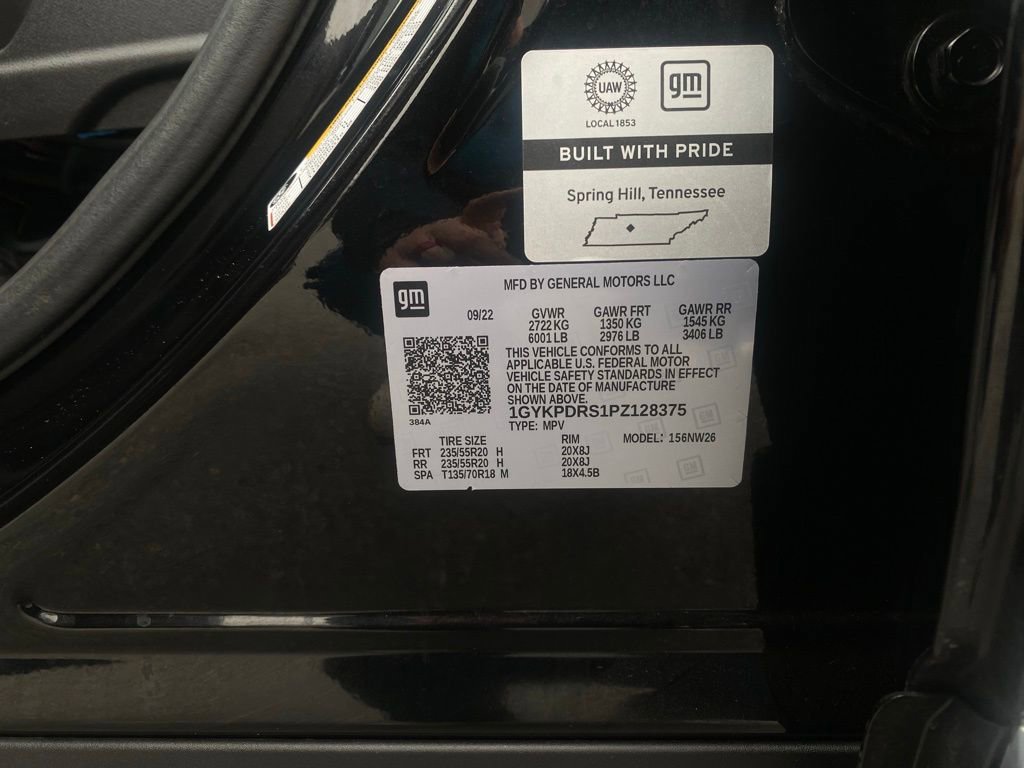 UAW
gm
LOCAL 1853
BUILT WITH PRIDE
Spring Hill, Tennessee
gm
MFD BY GENERAL MOTORS LLC
09/22 GVWR GAWR FRT GAWR RR
2722 KG 1350 KG 1545 KG
6001 LB 2976 LB 3406 LB
THIS VEHICLE CONFORMS TO ALL
APPLICABLE U.S. FEDERAL MOTOR
VEHICLE SAFETY STANDARDS IN EFFECT
ON THE DATE OF MANUFACTURE
SHOWN ABOVE.
384A
1GYKPDRS1PZ128375
TYPE: MPV
TIRE SIZE RIM MODEL: 156NW26
FRT 235/55R20 H 20X8J
RR 235/55R20 H 20X8J
SPA T135/70R18 M 18X4.5B